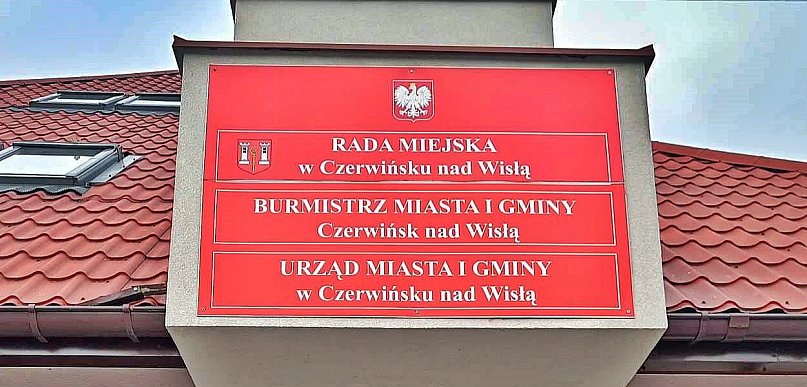 RADA MIEJSKA
w Czerwińsku nad Wisłą
BURMISTRZ MIASTA I GMINY
Czerwińsk nad Wisłą
URZĄD MIASTA I GMINY
w Czerwińsku nad Wisłą